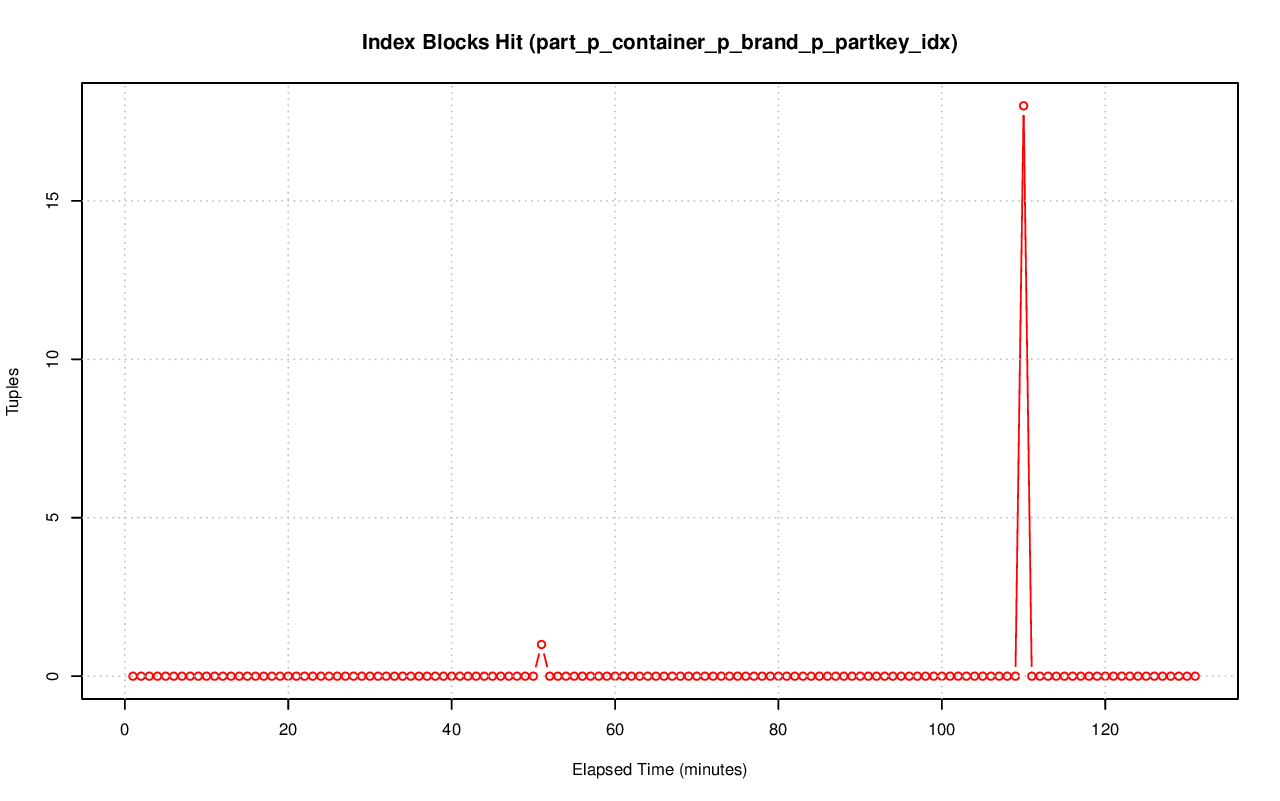 Index Blocks Hit (part_p_container_p_brand_p_partkey_idx)
Tuples
15
10
5
0
0 20 40 60 80 100 120
Elapsed Time (minutes)